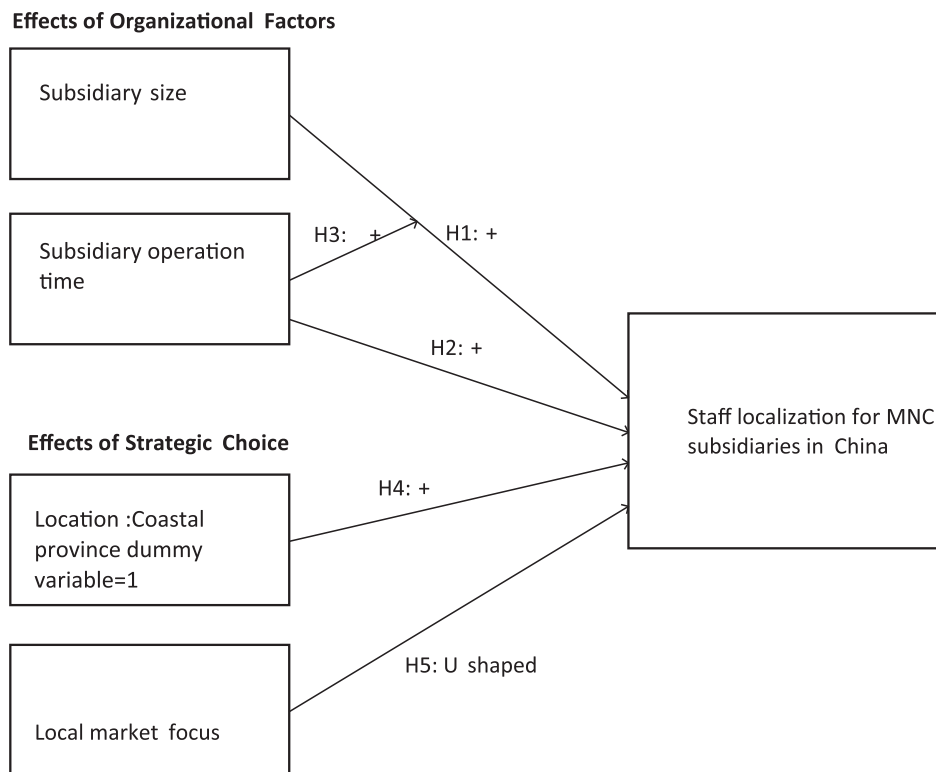 Effects of Organizational Factors
Subsidiary size
Subsidiary operation
time
H3: +
H1: +
H2: +
Staff localization for MNC
subsidiaries in China
Effects of Strategic Choice
Location :Coastal
province dummy
variable=1
H4: +
H5: U shaped
Local market focus